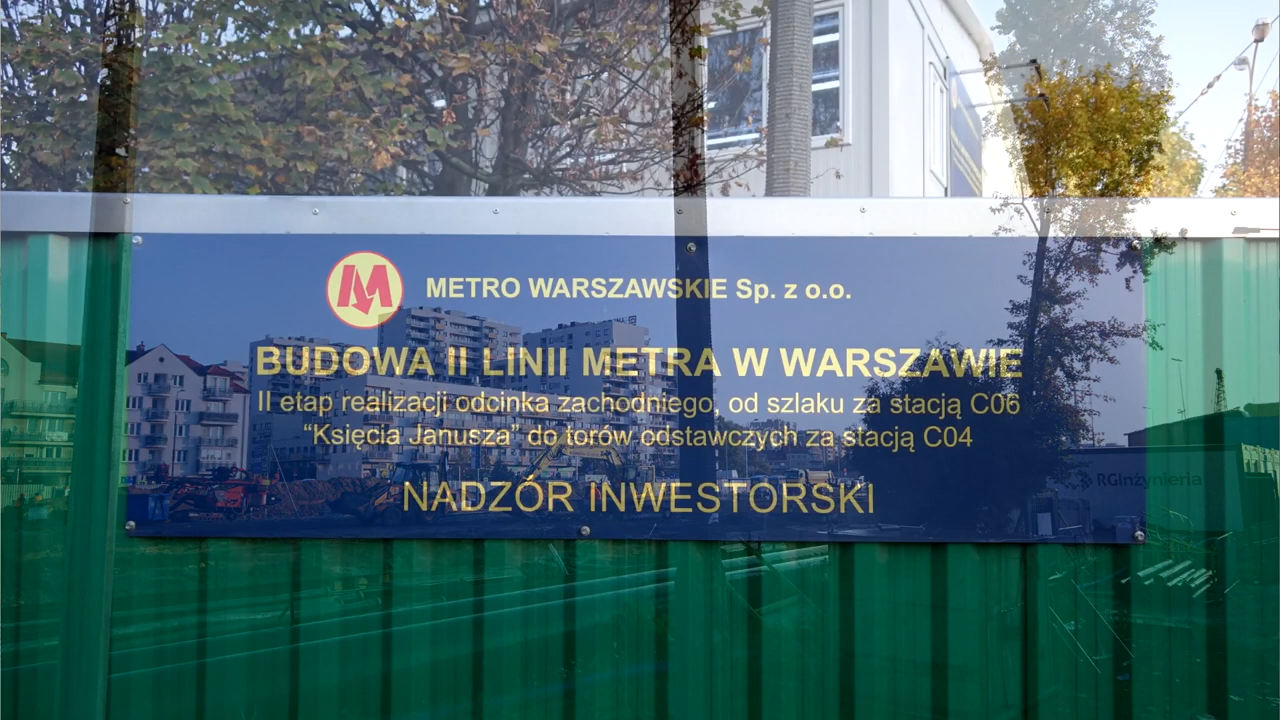 M
METRO WARSZAWSKIE Sp. z o.o.
BUDOWA II LINII METRA W WARSZAWIE
II etap realizacji odcinka zachodniego, od szlaku za stacją C06
“Księcia Janusza” do torów odstawczych za stacją C04
NADZÓR INWESTORSKI
RGInżynieria